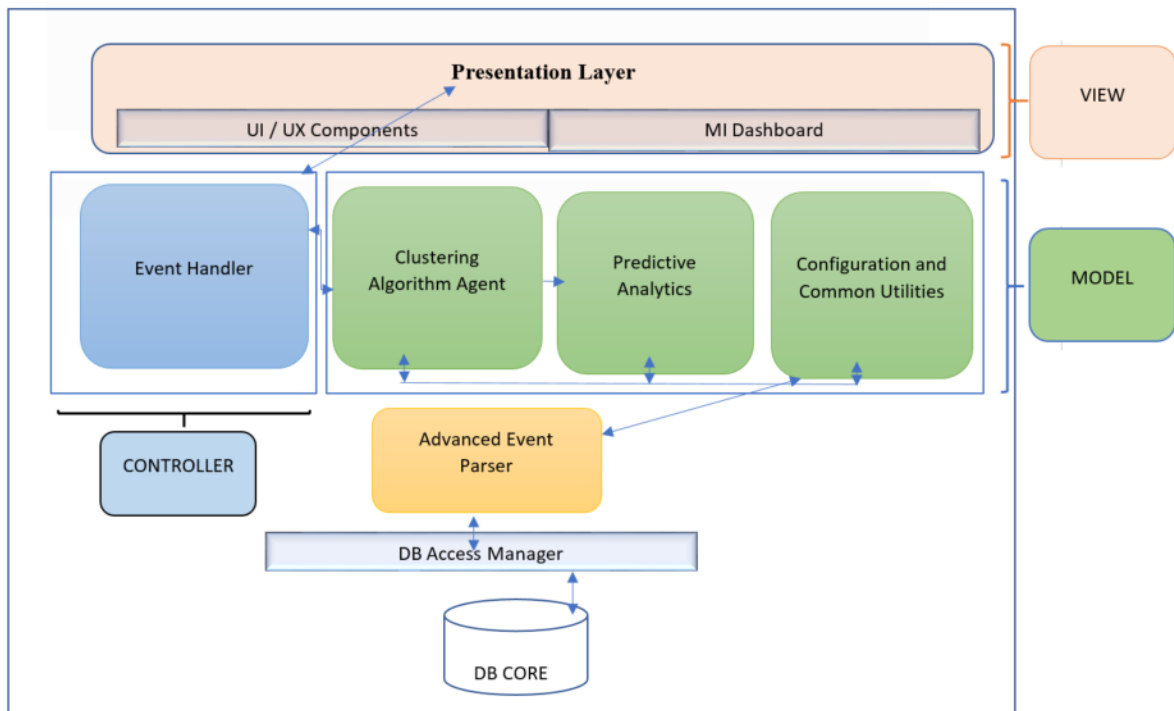 Presentation Layer
VIEW
UI / UX Components
MI Dashboard
Event Handler
Clustering
Algorithm Agent
Predictive
Analytics
Configuration and
Common Utilities
MODEL
CONTROLLER
Advanced Event
Parser
DB Access Manager
DB CORE